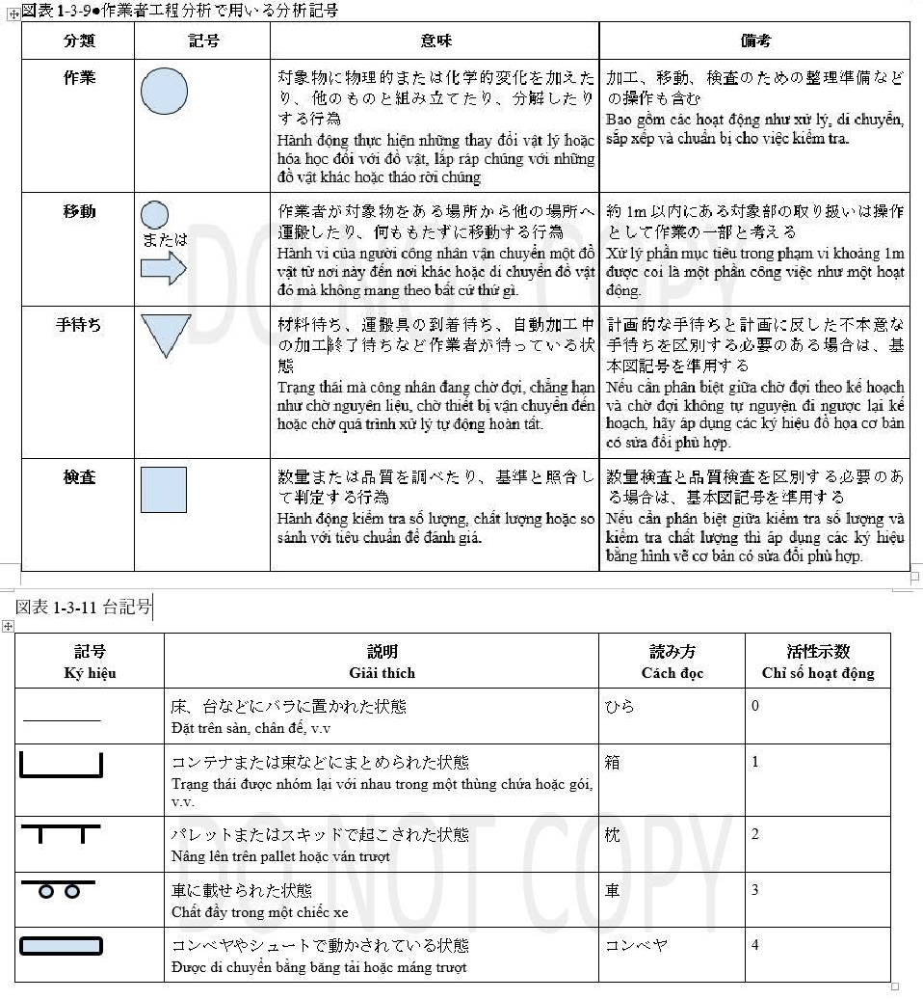 図表1-3-9●作業者工程分析で用いる分析記号
分類 記号 意味 備考
作業
対象物に物理的または化学的変化を加えた
り、他のものと組み立てたり、分解したり
する行為
Hành động thực hiện những thay đổi vật lý hoặc
hóa học đối với đồ vật, lắp ráp chúng với những
đồ vật khác hoặc tháo rời chúng
加工、移動、検査のための整理準備など
の操作も含む
Bao gồm các hoạt động như xử lý, di chuyển,
sắp xếp và chuẩn bị cho việc kiểm tra.
移動
または
作業者が対象物をある場所から他の場所へ
運搬したり、何ももたずに移動する行為
Hành vi của người công nhân vận chuyển một đồ
vật từ nơi này đến nơi khác hoặc di chuyển đồ vật
đó mà không mang theo bất cứ thứ gì.
約1m以内にある対象部の取り扱いは操作
として作業の一部と考える
Xử lý phần mục tiêu trong phạm vi khoảng 1m
được coi là một phần công việc như một hoạt
động.
手待ち
材料待ち、運搬具の到着待ち、自動加工中
の加工終了待ちなど作業者が待っている状
態
Trạng thái mà công nhân đang chờ đợi, chẳng hạn
như chờ nguyên liệu, chờ thiết bị vận chuyển đến
hoặc chờ quá trình xử lý tự động hoàn tất.
計画的な手待ちと計画に反した不本意な
手待ちを区別する必要のある場合は、基
本図記号を準用する
Nếu cần phân biệt giữa chờ đợi theo kế hoạch
và chờ đợi không tự nguyện đi ngược lại kế
hoạch, hãy áp dụng các ký hiệu đồ họa cơ bản
có sửa đổi phù hợp.
検査
数量または品質を調べたり、基準と照合し
て判定する行為
Hành động kiểm tra số lượng, chất lượng hoặc so
sánh với tiêu chuẩn để đánh giá.
数量検査と品質検査を区別する必要のあ
る場合は、基本図記号を準用する
Nếu cần phân biệt giữa kiểm tra số lượng và
kiểm tra chất lượng thì áp dụng các ký hiệu
bằng hình vẽ cơ bản có sửa đổi phù hợp.
DO NOT COPY
図表 1-3-11 台記号
記号 説明 読み方 活性示数
Ký hiệu Giải thích Cách đọc Chỉ số hoạt động
床、台などにバラに置かれた状態 ひら 0
Đặt trên sàn, chân đế, v.v
コンテナまたは束などにまとめられた状態 箱 1
Trạng thái được nhóm lại với nhau trong một thùng chứa hoặc gói,
v.v.
パレットまたはスキッドで起こされた状態 枕 2
Nâng lên trên pallet hoặc ván trượt
車に載せられた状態 車 3
Chất đầy trong một chiếc xe
コンベヤやシュートで動かされている状態 コンベヤ 4
Được di chuyển bằng băng tải hoặc máng trượt
DO NOT COPY